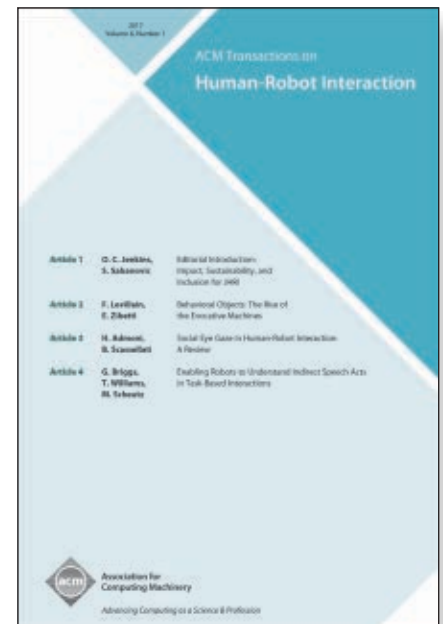 2017
Volume 6, Number 1
ACM Transactions on
Human-Robot Interaction
Article 1
O. C. Jenkins,
S. Sabanovic
Editorial Introduction:
Impact, Sustainability, and
Inclusion for JHRI
Article 2
F. Levillain,
E. Zibetti
Behavioral Objects: The Rise of
the Evocative Machines
Article 3
H. Admoni,
B. Scassellati
Social Eye Gaze in Human-Robot Interaction:
A Review
Article 4
G. Briggs,
T. Williams,
M. Scheutz
Enabling Robots to Understand Indirect Speech Acts
in Task-Based Interactions
acm
Association for
Computing Machinery
Advancing Computing as a Science & Profession